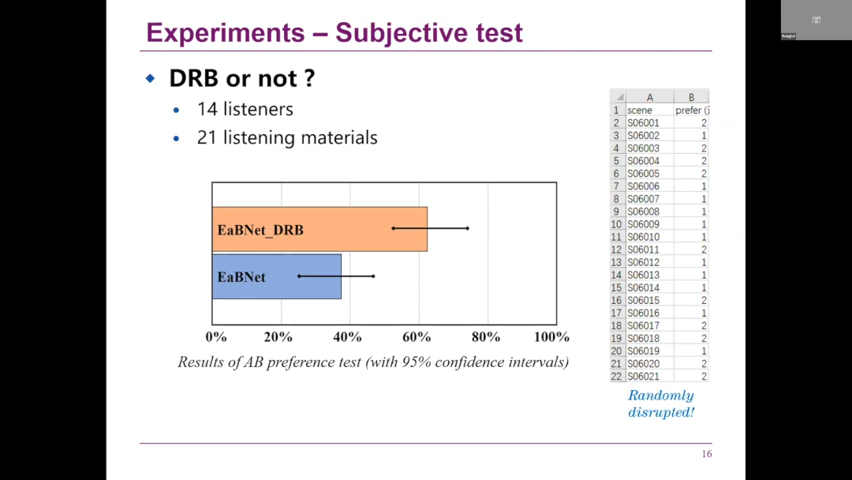 Experiments – Subjective test
DRB or not ?
14 listeners
21 listening materials
EaBNet_DRB
EaBNet
0% 20% 40% 60% 80% 100%
Results of AB preference test (with 95% confidence intervals)
A B
1 scene prefer
2 S06001 2
3 S06002 1
4 S06003 2
5 S06004 2
6 S06005 2
7 S06006 1
8 S06007 1
9 S06008 1
10 S06009 1
11 S06010 1
12 S06011 2
13 S06012 1
14 S06013 1
15 S06014 1
16 S06015 2
17 S06016 1
18 S06017 2
19 S06018 2
20 S06019 1
21 S06020 2
22 S06021 2
Randomly
disrupted!
16